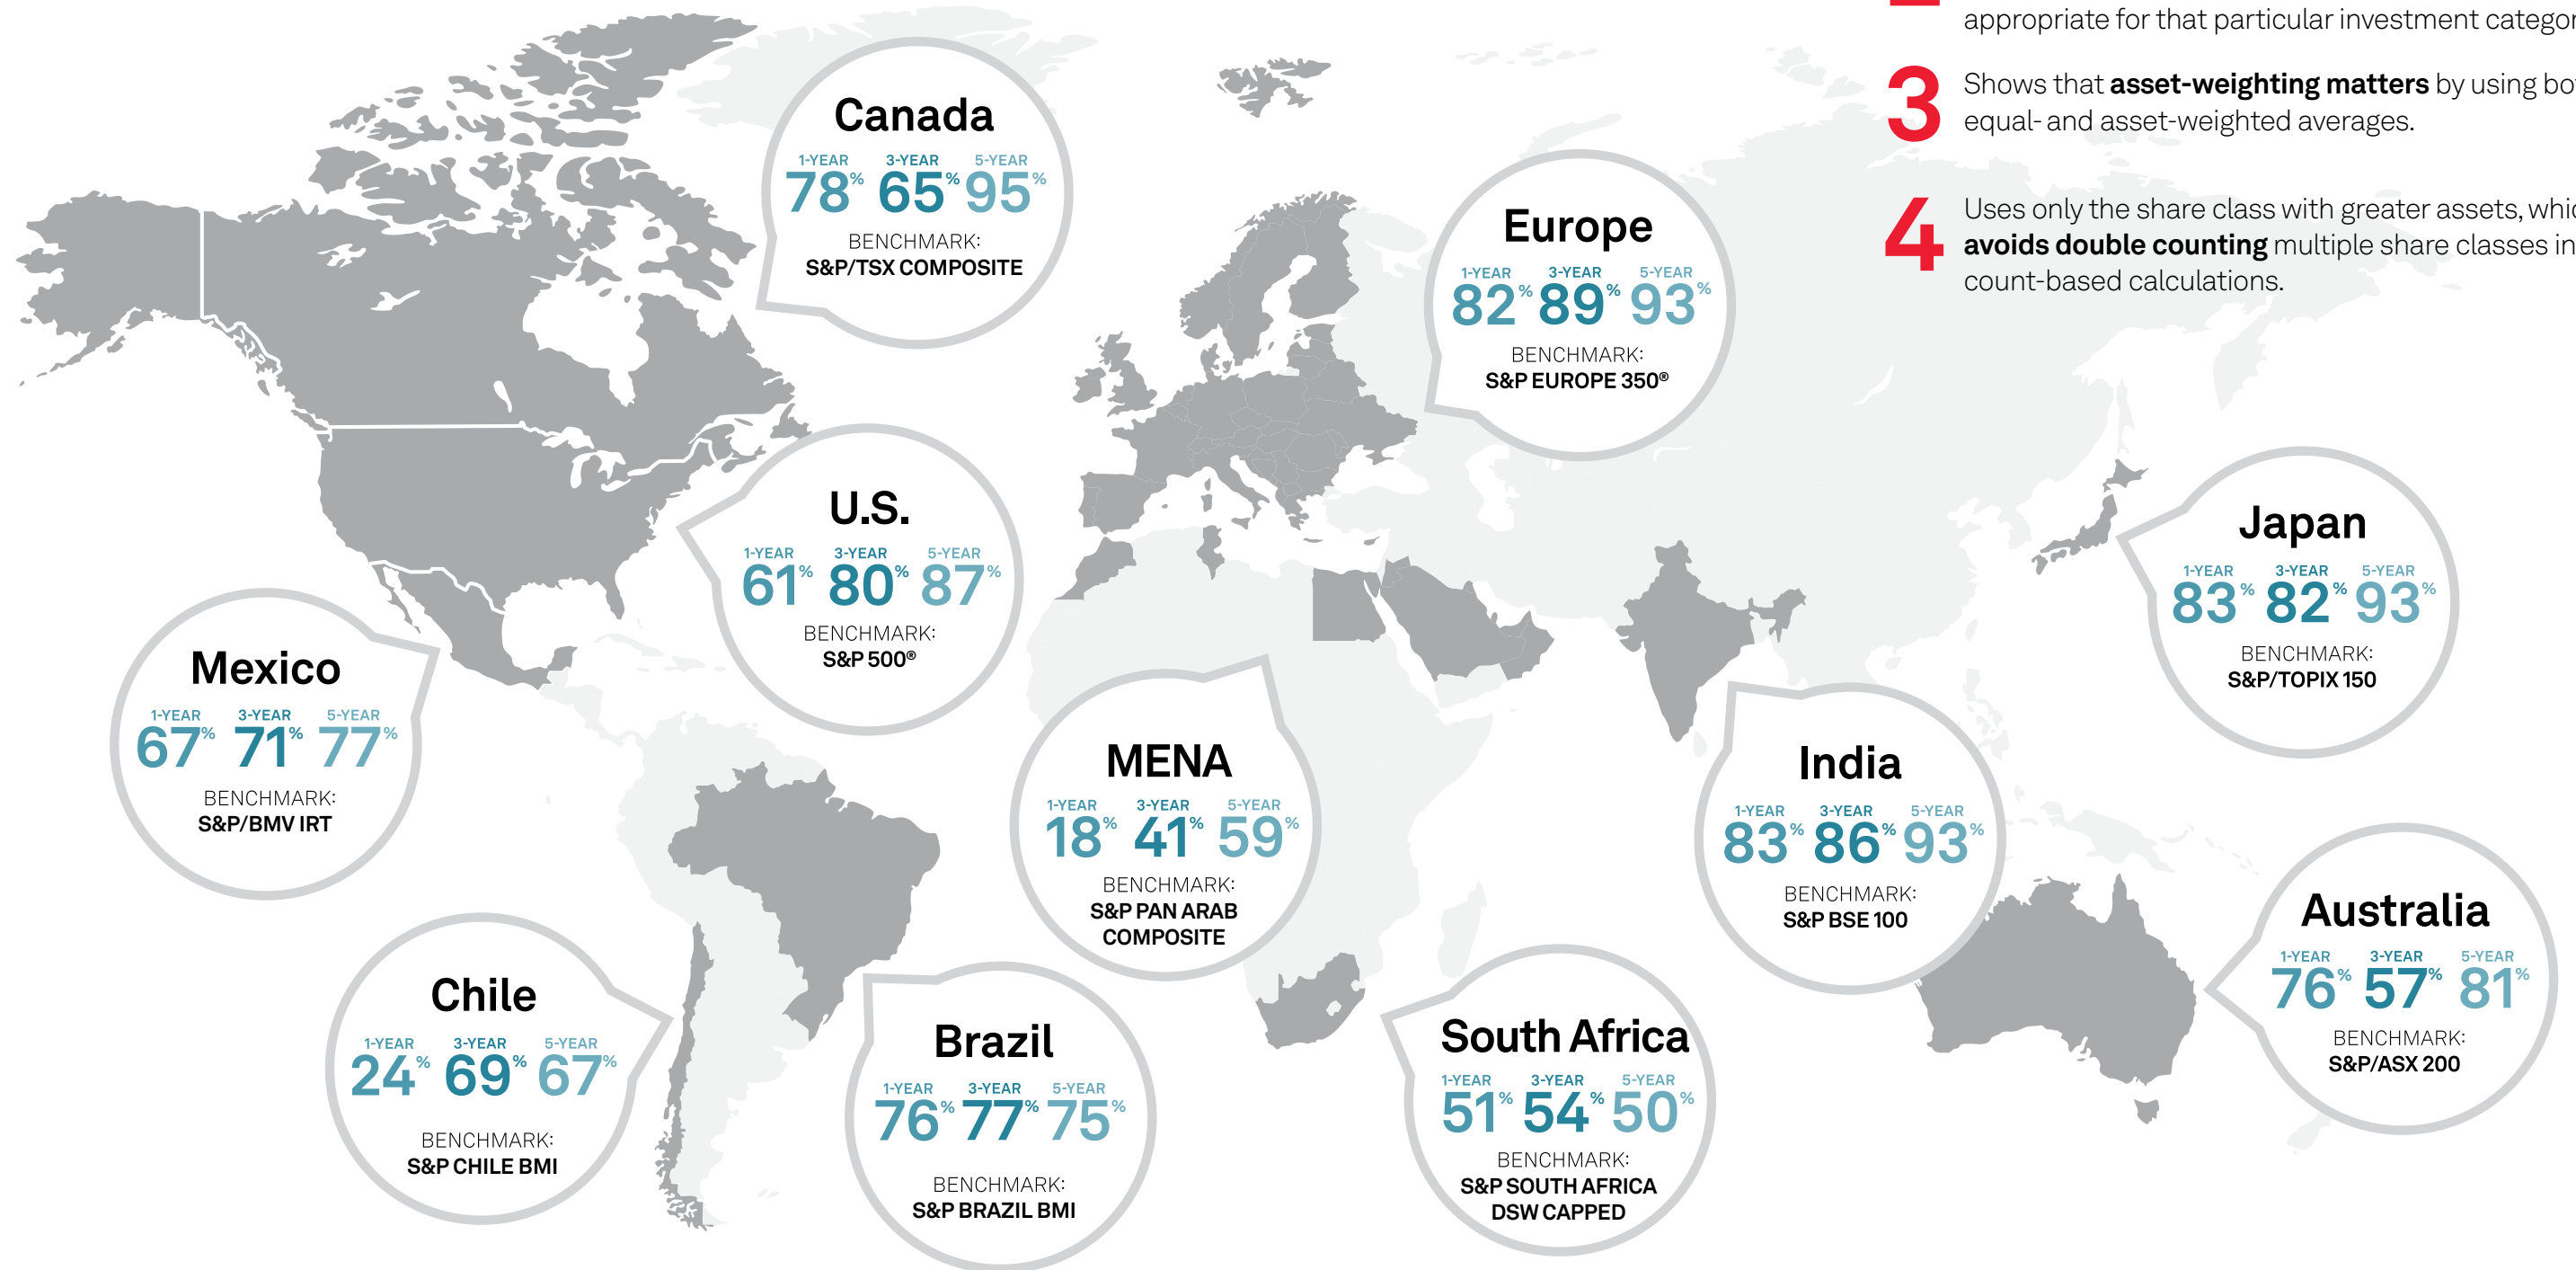 appropriate for that particular investment
3
Shows that asset-weighting matters by using
equal- and asset-weighted averages.
4
Uses only the share class with greater assets,
avoids double counting multiple share classes in
count-based calculations.
Canada
1-YEAR 3-YEAR 5-YEAR
78% 65% 95%
BENCHMARK:
S&P/TSX COMPOSITE
Europe
1-YEAR 3-YEAR 5-YEAR
82% 89% 93%
BENCHMARK:
S&P EUROPE 350®
U.S.
1-YEAR 3-YEAR 5-YEAR
61% 80% 87%
BENCHMARK:
S&P 500®
Japan
1-YEAR 3-YEAR 5-YEAR
83% 82% 93%
BENCHMARK:
S&P/TOPIX 150
Mexico
1-YEAR 3-YEAR 5-YEAR
67% 71% 77%
BENCHMARK:
S&P/BMV IRT
MENA
1-YEAR 3-YEAR 5-YEAR
18% 41% 59%
BENCHMARK:
S&P PAN ARAB
COMPOSITE
India
1-YEAR 3-YEAR 5-YEAR
83% 86% 93%
BENCHMARK:
S&P BSE 100
Australia
1-YEAR 3-YEAR 5-YEAR
76% 57% 81%
BENCHMARK:
S&P/ASX 200
Chile
1-YEAR 3-YEAR 5-YEAR
24% 69% 67%
BENCHMARK:
S&P CHILE BMI
Brazil
1-YEAR 3-YEAR 5-YEAR
76% 77% 75%
BENCHMARK:
S&P BRAZIL BMI
South Africa
1-YEAR 3-YEAR 5-YEAR
51% 54% 50%
BENCHMARK:
S&P SOUTH AFRICA
DSW CAPPED